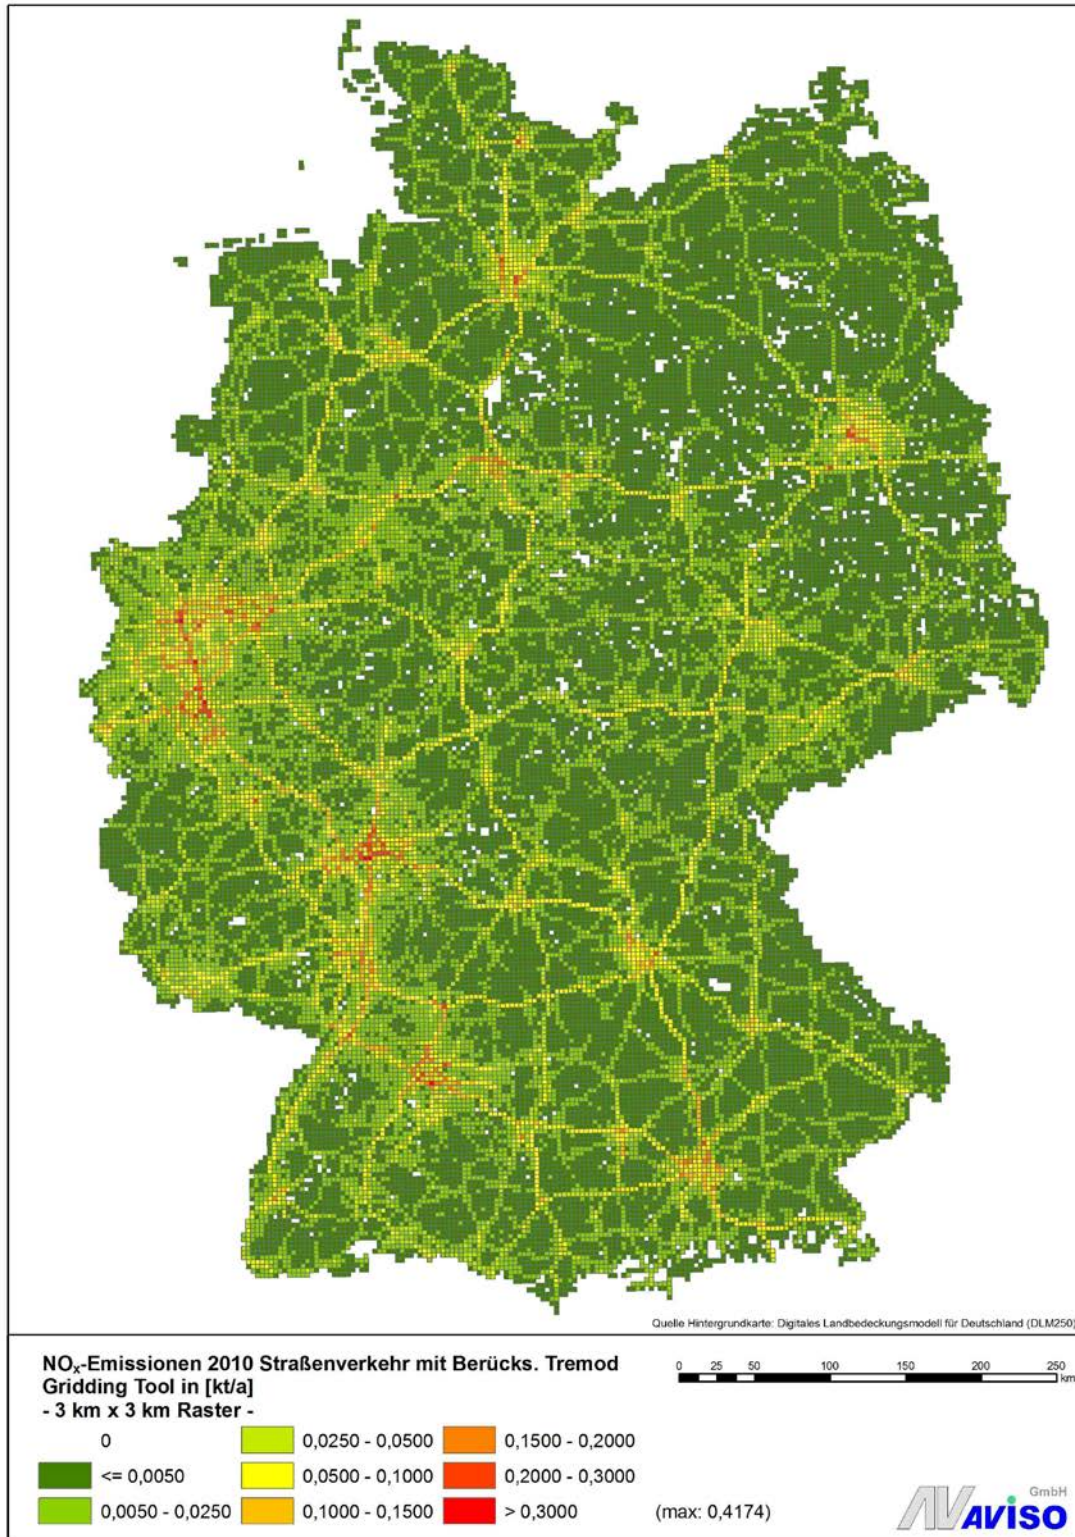 Quelle Hintergrundkarte: Digitales Landbedeckungsmodell für Deutschland (DLM250)
NOx-Emissionen 2010 Straßenverkehr mit Berücks. Tremod
Gridding Tool in [kt/a]
- 3 km x 3 km Raster -
0 25 50 100 150 200 250
km
0
<= 0,0050
0,0050 - 0,0250
0,0250 - 0,0500
0,0500 - 0,1000
0,1000 - 0,1500
0,1500 - 0,2000
0,2000 - 0,3000
> 0,3000
(max: 0,4174)
GmbH
AVISO